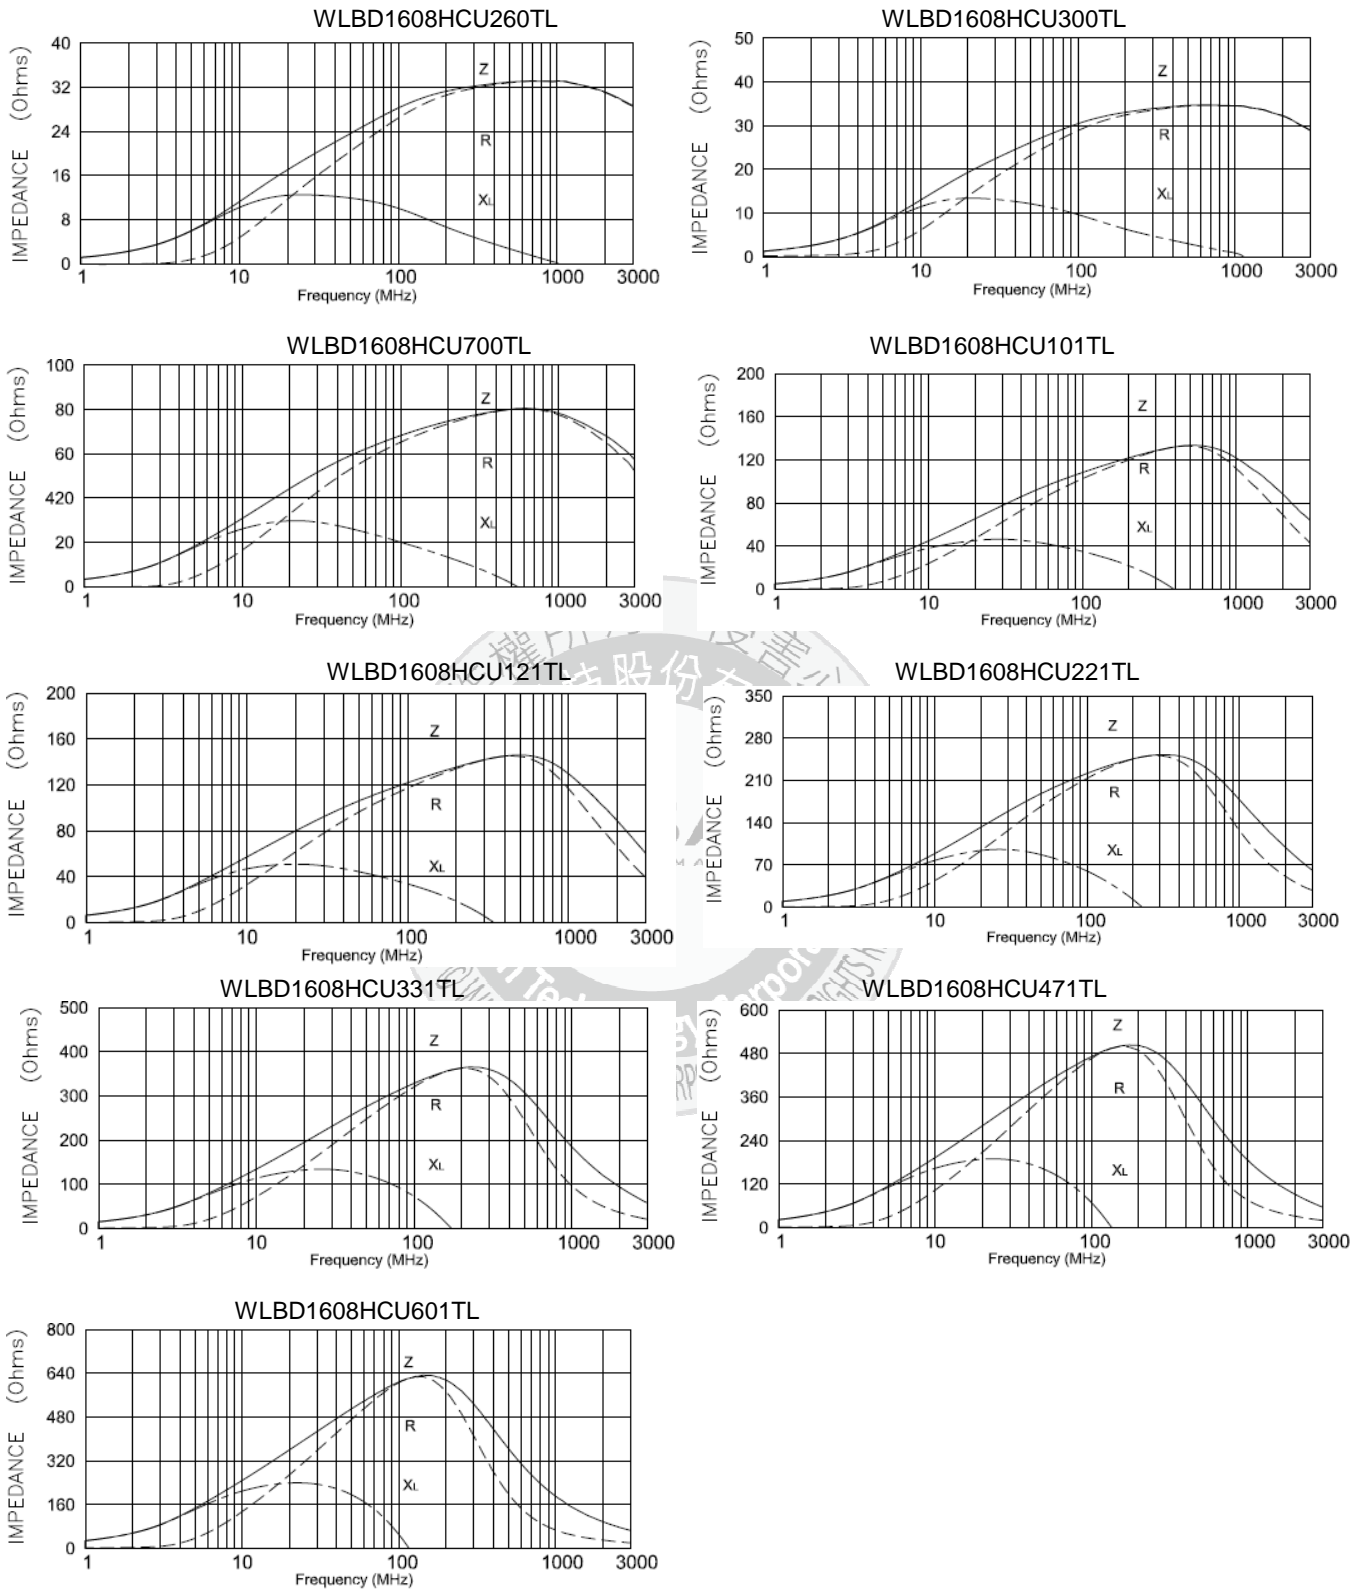 WLBD1608HCU260TL
WLBD1608HCU300TL
IMPEDANCE (Ohms)
40
32
24
16
8
0
Z
R
XL
1 10 100 1000 3000
Frequency (MHz)
IMPEDANCE (Ohms)
50
40
30
20
10
0
Z
R
XL
1 10 100 1000 3000
Frequency (MHz)
WLBD1608HCU700TL
WLBD1608HCU101TL
IMPEDANCE (Ohms)
100
80
60
420
20
0
Z
R
XL
1 10 100 1000 3000
Frequency (MHz)
IMPEDANCE (Ohms)
200
160
120
80
40
0
Z
R
XL
1 10 100 1000 3000
Frequency (MHz)
WLBD1608HCU121TL
WLBD1608HCU221TL
IMPEDANCE (Ohms)
200
160
120
80
40
0
Z
R
XL
1 10 100 1000 3000
Frequency (MHz)
IMPEDANCE (Ohms)
350
280
210
140
70
0
Z
R
XL
1 10 100 1000 3000
Frequency (MHz)
WLBD1608HCU331TL
WLBD1608HCU471TL
IMPEDANCE (Ohms)
500
400
300
200
100
0
Z
R
XL
1 10 100 1000 3000
Frequency (MHz)
IMPEDANCE (Ohms)
600
480
360
240
120
0
Z
R
XL
1 10 100 1000 3000
Frequency (MHz)
WLBD1608HCU601TL
IMPEDANCE (Ohms)
800
640
480
320
160
0
Z
R
XL
1 10 100 1000 3000
Frequency (MHz)
股份